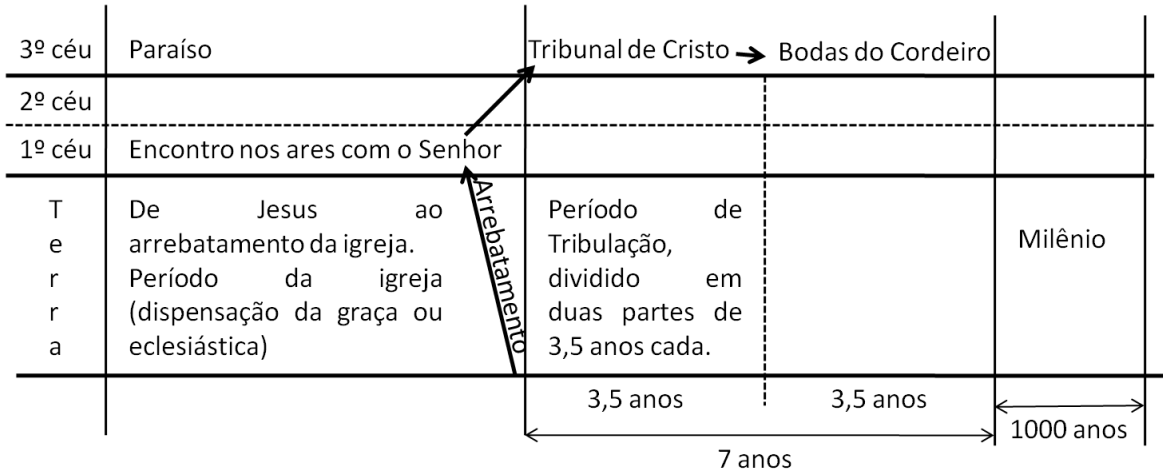 3º céu
Paraíso
Tribunal de Cristo
Bodas do Cordeiro
2º céu
1º céu
Encontro nos ares com o Senhor
T
e
r
r
a
De Jesus ao
arrebatamento da igreja.
Período da igreja
(dispensação da graça ou
eclesiástica)
Arrebatamento
Período de
Tribulação,
dividido em
duas partes de
3,5 anos cada.
Milênio
3,5 anos
3,5 anos
1000 anos
7 anos